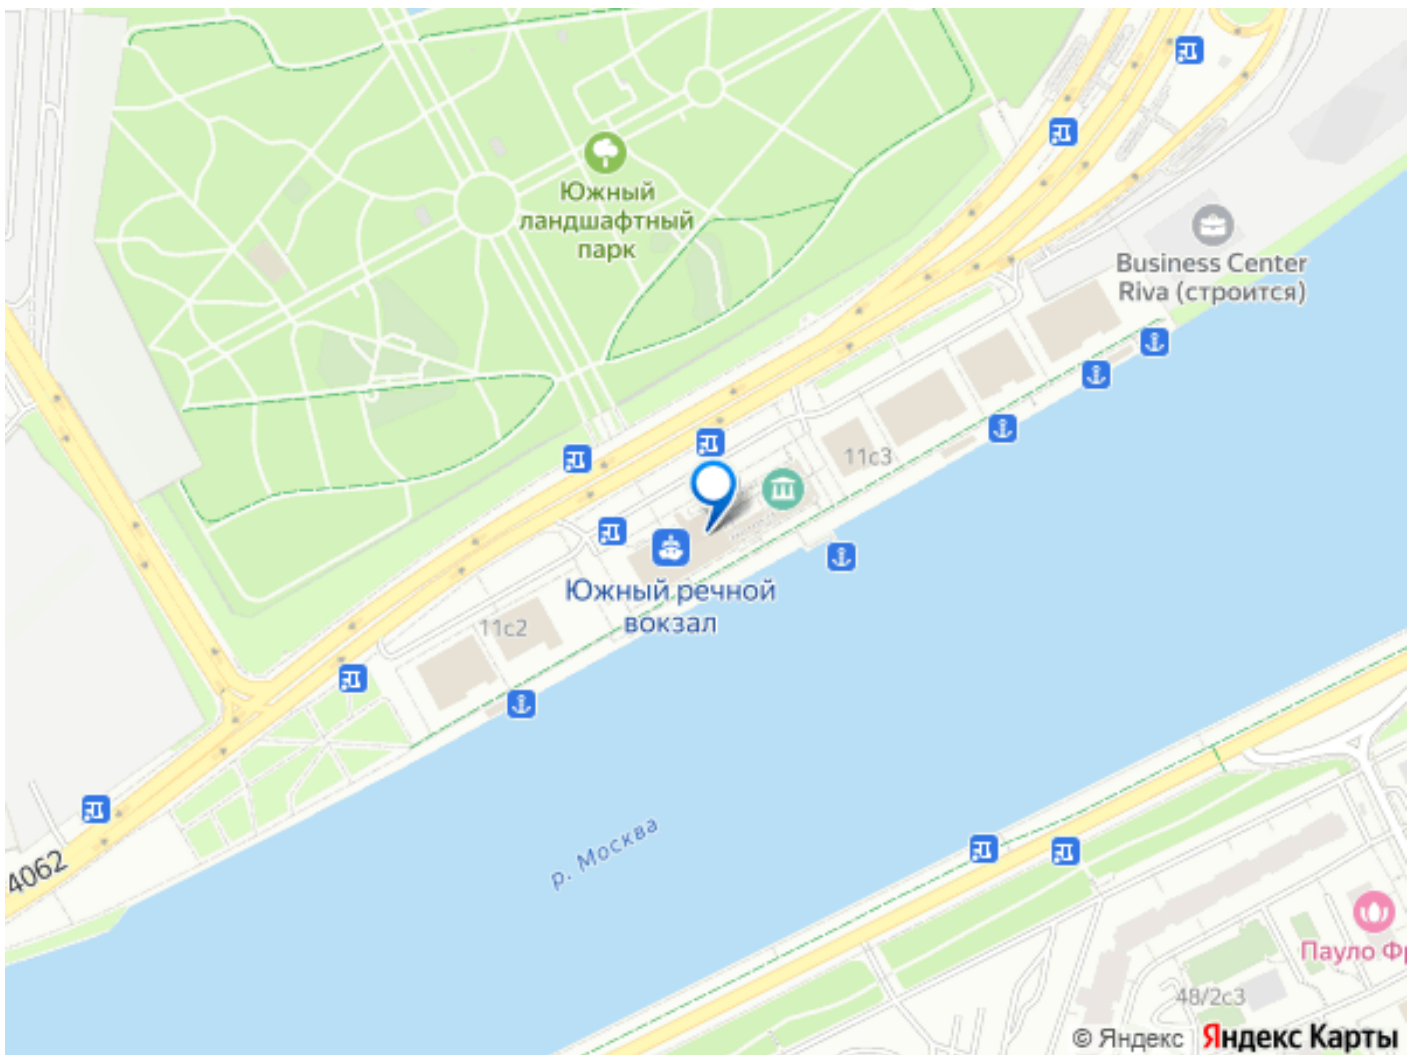 Южный
ландшафтный
парк
Business Center
Riva (строится)
11с3
Южный речной
вокзал
11с2
р. Москва
4062
Пауло Фр
48/2с3
© Яндекс Яндекс Карты